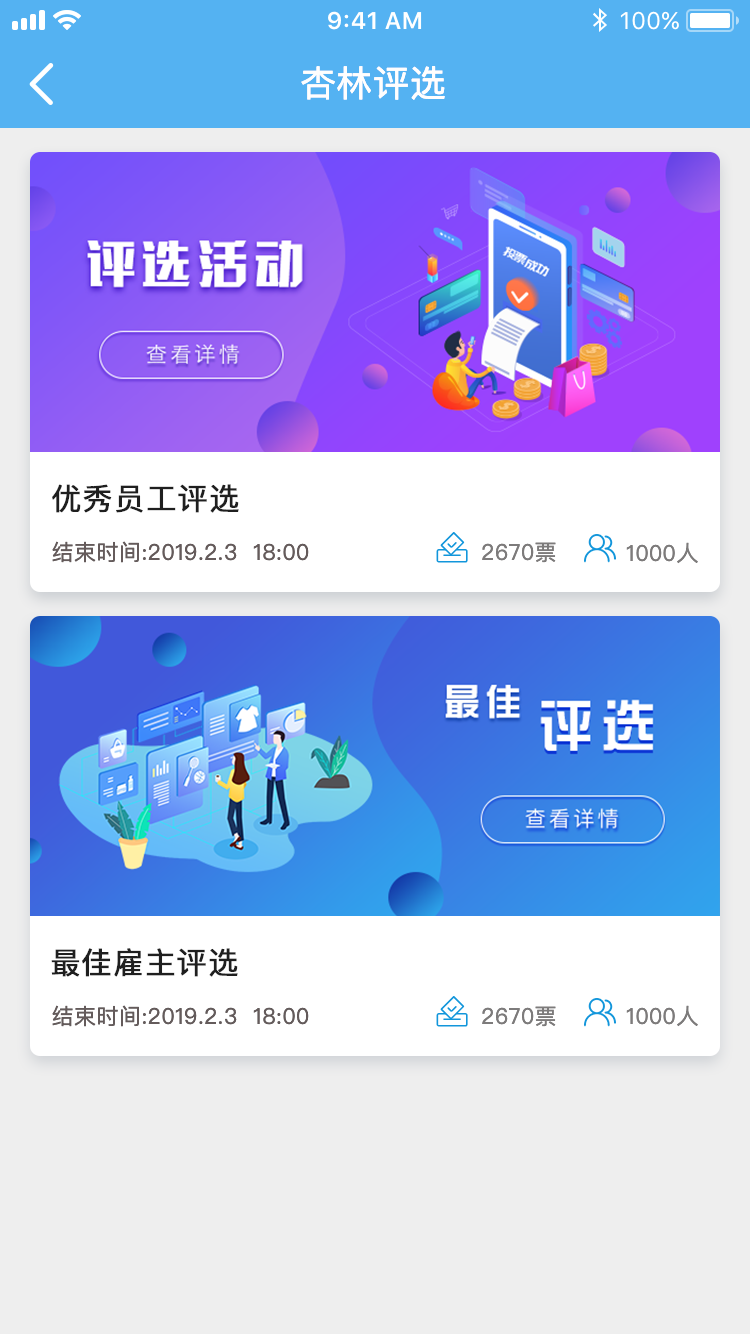 9:41 AM
100%
杏林评选
评选活动
查看详情
投票成功
优秀员工评选
结束时间:2019.2.3 18:00
2670票
1000人
最佳 评选
查看详情
最佳雇主评选
结束时间:2019.2.3 18:00
2670票
1000人